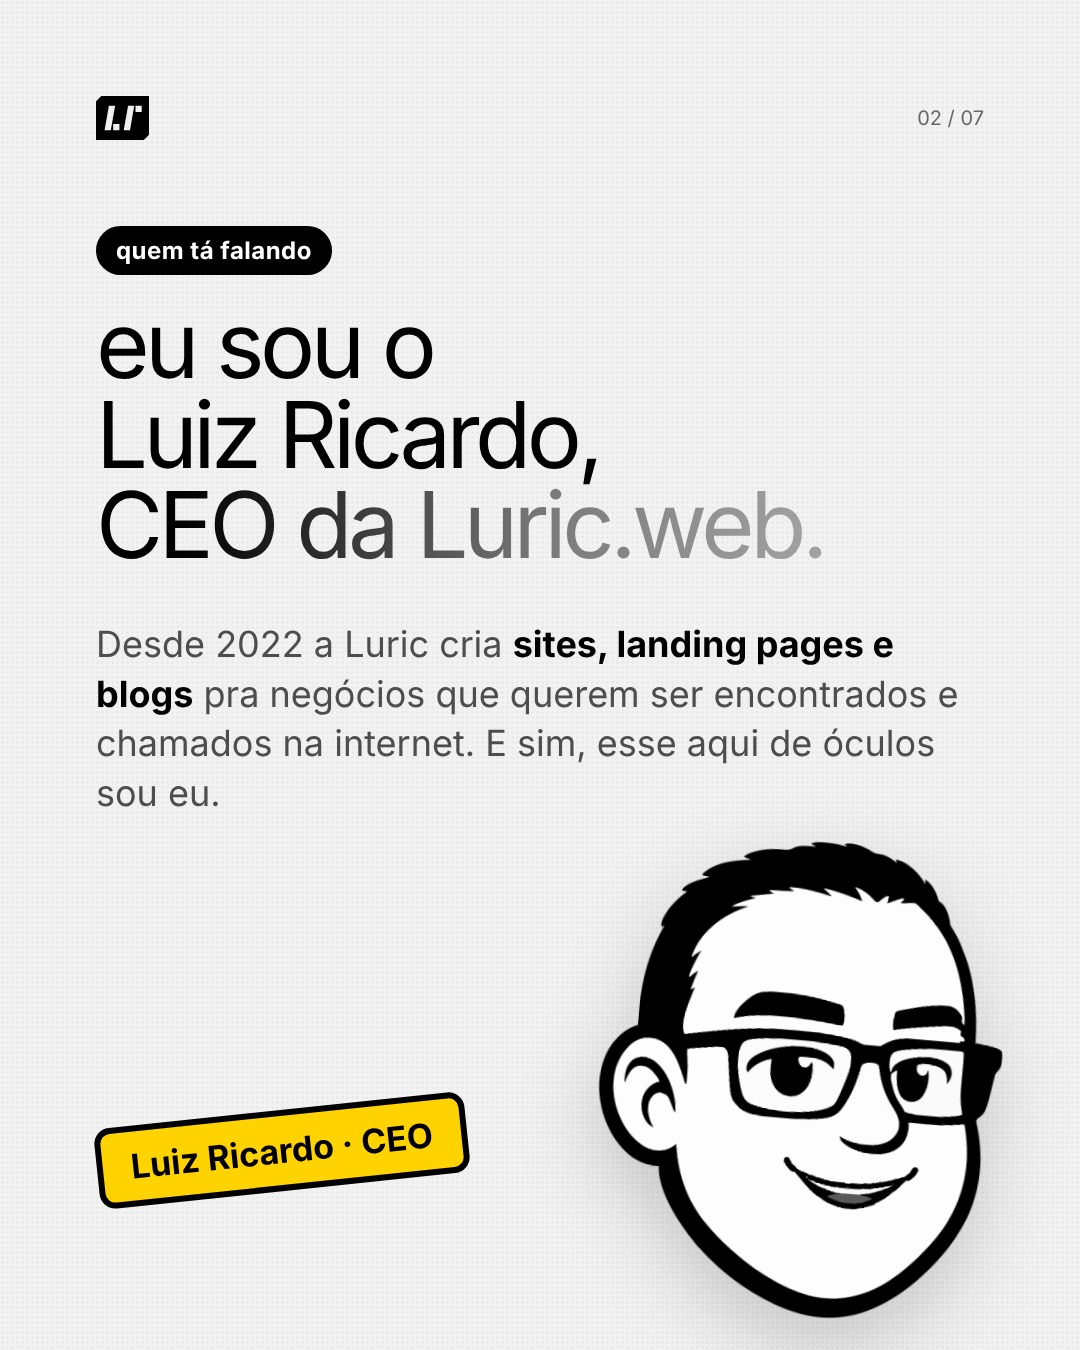 Lr
02 / 07
quem tá falando
eu sou o
Luiz Ricardo,
CEO da Luric.web.
Desde 2022 a Luric cria sites, landing pages e
blogs pra negócios que querem ser encontrados e
chamados na internet. E sim, esse aqui de óculos
sou eu.
Luiz Ricardo · CEO